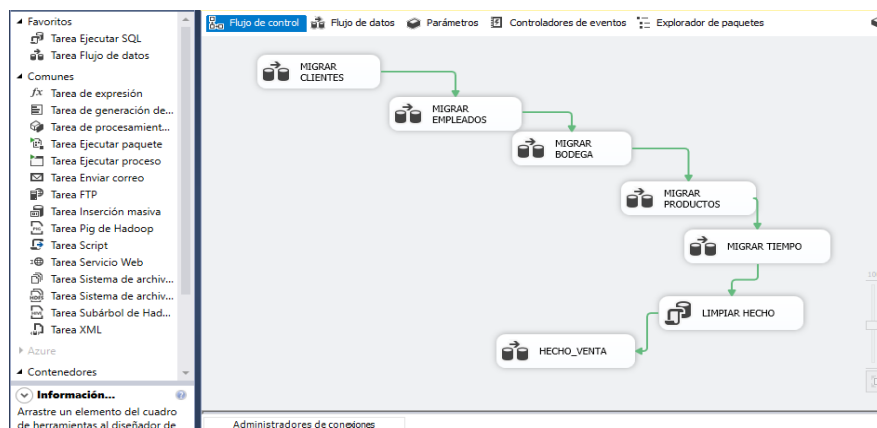 Favoritos
Tarea Ejecutar SQL
Tarea Flujo de datos
Comunes
Tarea de expresión
Tarea de generación de...
Tarea de procesamient...
Tarea Ejecutar paquete
Tarea Ejecutar proceso
Tarea Enviar correo
Tarea FTP
Tarea Inserción masiva
Tarea Pig de Hadoop
Tarea Script
Tarea Servicio Web
Tarea Sistema de archiv...
Tarea Sistema de archiv...
Tarea Subárbol de Had...
Tarea XML
Azure
Contenedores
Información...
Arrastre un elemento del cuadro
de herramientas al diseñador de
Flujo de control
Flujo de datos
Parámetros
Controladores de eventos
Explorador de paquetes
MIGRAR
CLIENTES
MIGRAR
EMPLEADOS
MIGRAR
BODEGA
MIGRAR
PRODUCTOS
MIGRAR TIEMPO
LIMPIAR HECHO
HECHO_VENTA
Administradores de conexiones